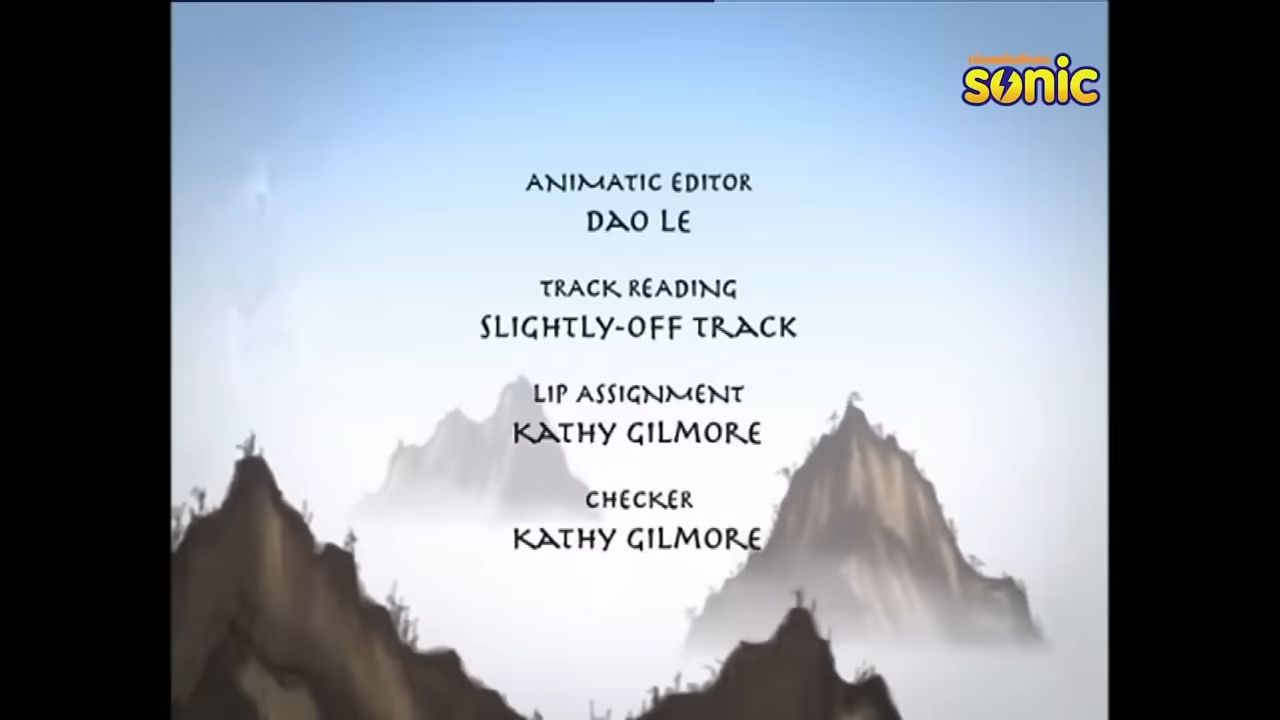 sonic
ANIMATIC EDITOR
DAO LE
TRACK READING
SLIGHTLY-OFF TRACK
LIP ASSIGNMENT
KATHY GILMORE
CHECKER
KATHY GILMORE